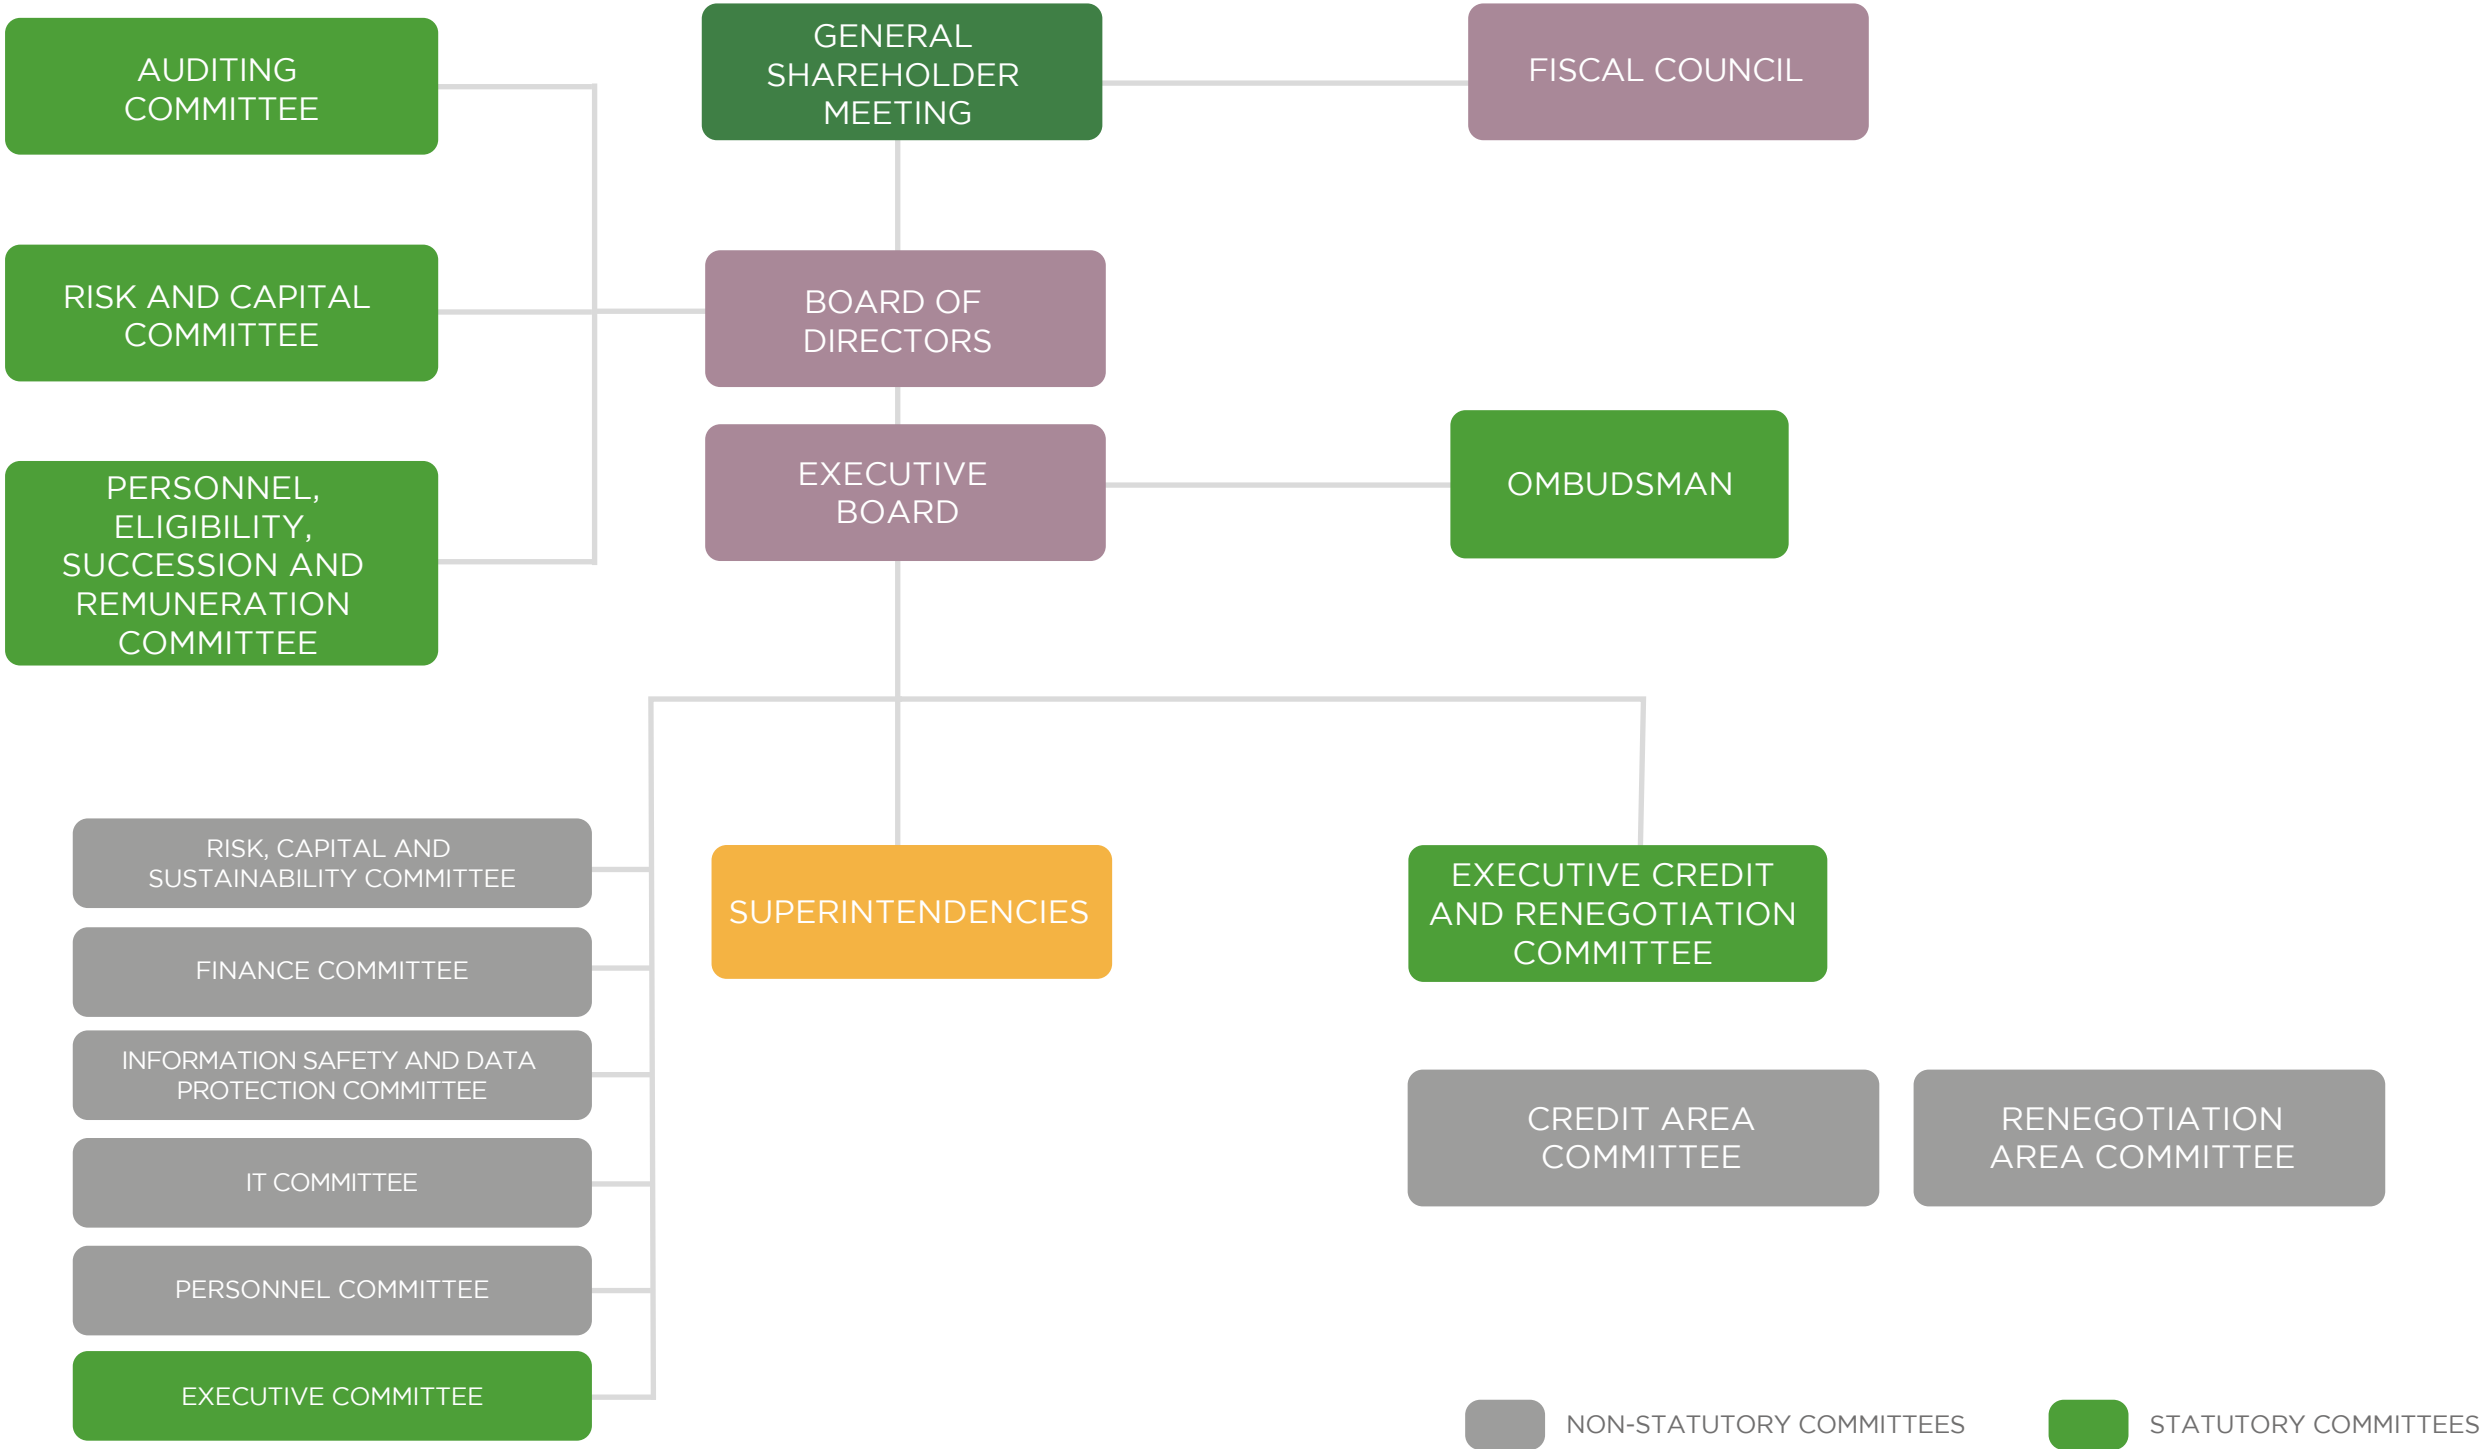 AUDITING
COMMITTEE
GENERAL
SHAREHOLDER
MEETING
FISCAL COUNCIL
RISK AND CAPITAL
COMMITTEE
BOARD OF
DIRECTORS
PERSONNEL,
ELIGIBILITY,
SUCCESSION AND
REMUNERATION
COMMITTEE
EXECUTIVE
BOARD
OMBUDSMAN
RISK, CAPITAL AND
SUSTAINABILITY COMMITTEE
FINANCE COMMITTEE
INFORMATION SAFETY AND DATA
PROTECTION COMMITTEE
IT COMMITTEE
PERSONNEL COMMITTEE
EXECUTIVE COMMITTEE
SUPERINTENDENCIES
EXECUTIVE CREDIT
AND RENEGOTIATION
COMMITTEE
CREDIT AREA
COMMITTEE
RENEGOTIATION
AREA COMMITTEE
NON-STATUTORY COMMITTEES
STATUTORY COMMITTEES